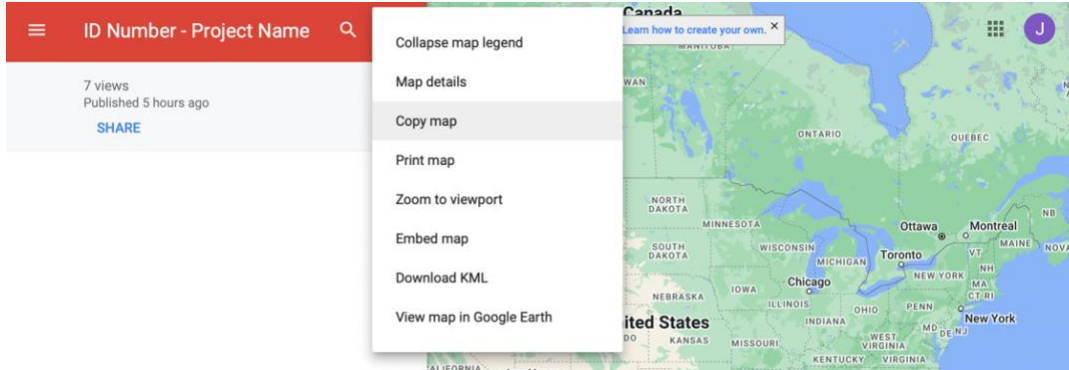 ID Number - Project Name
7 views
Published 5 hours ago
SHARE
Collapse map legend
Map details
Copy map
Print map
Zoom to viewport
Embed map
Download KML
View map in Google Earth
Canada
Learn how to create your own.
×
J
MANITOBA
WAN
ONTARIO
QUEBEC
NORTH
DAKOTA
MINNESOTA
Ottawa
Montreal
NB
SOUTH
DAKOTA
WISCONSIN
MICHIGAN
Toronto
VT
MAINE
NOVA
NH
NEW YORK
MA
CT RI
Chicago
IOWA
NEBRASKA
ILLINOIS
INDIANA
OHIO
PENN
New York
ited States
KANSAS
MISSOURI
WEST
VIRGINIA
MD
DE
NJ
KENTUCKY
VIRGINIA